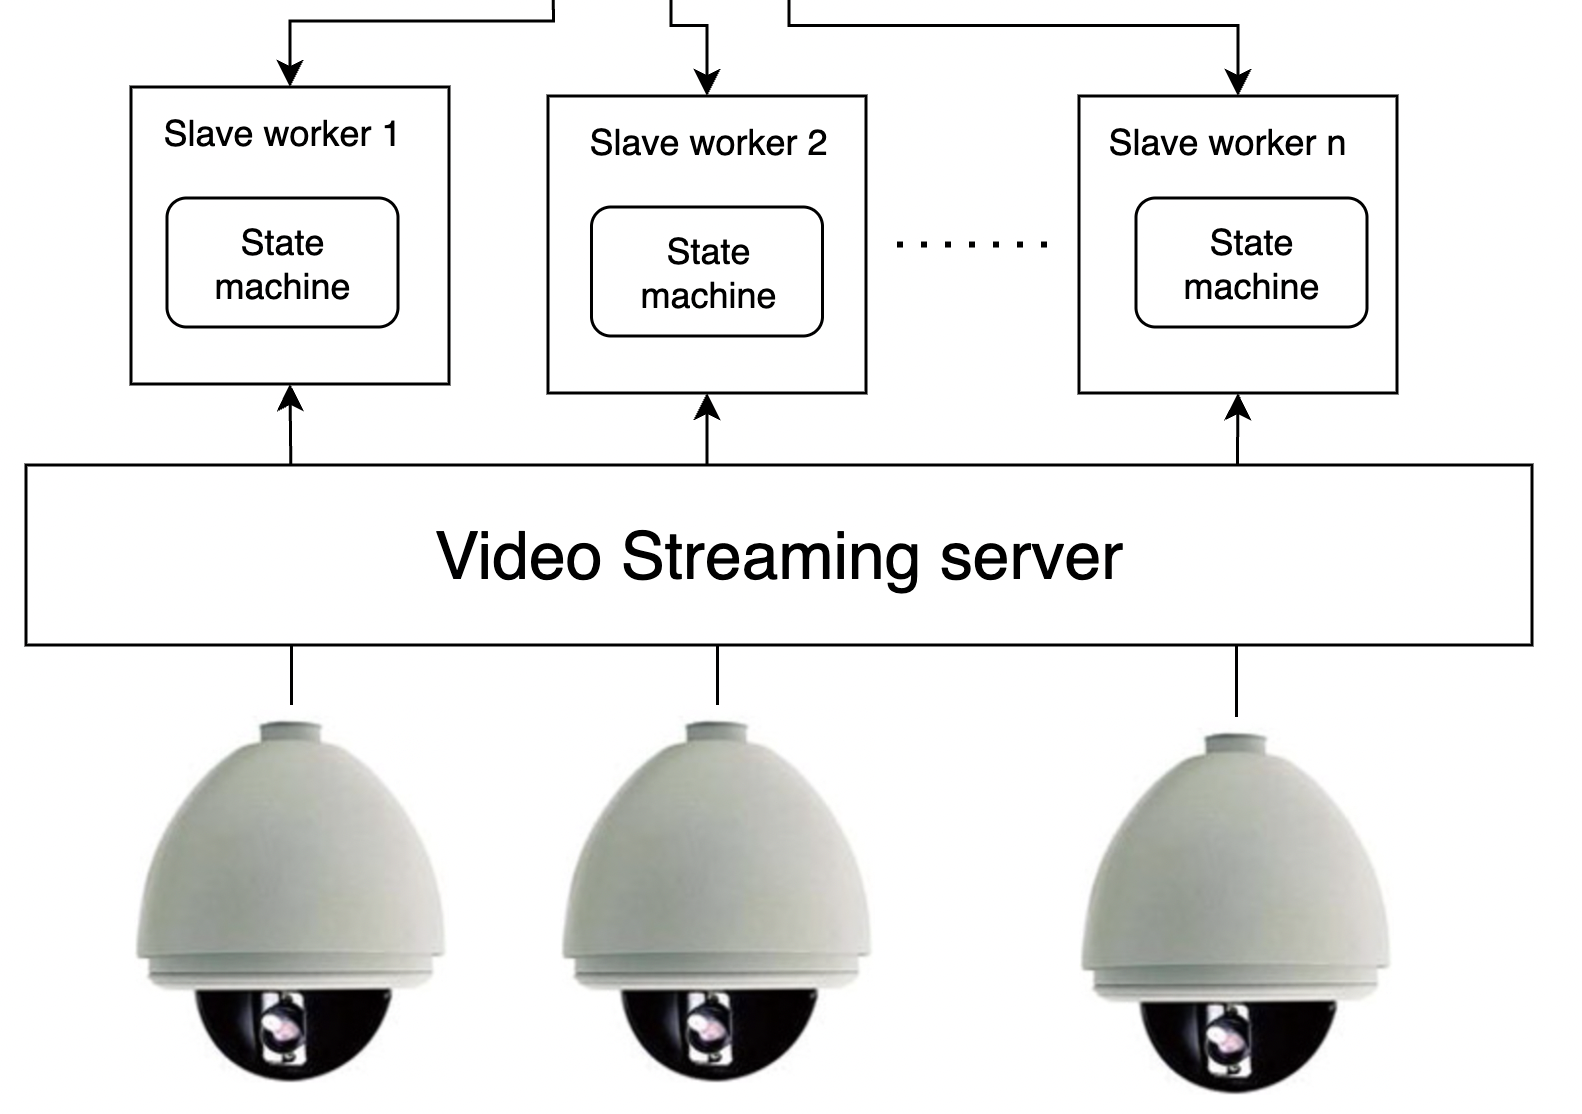 Slave worker 1
Slave worker 2
Slave worker n
State
machine
State
machine
.......
State
machine
Video Streaming server